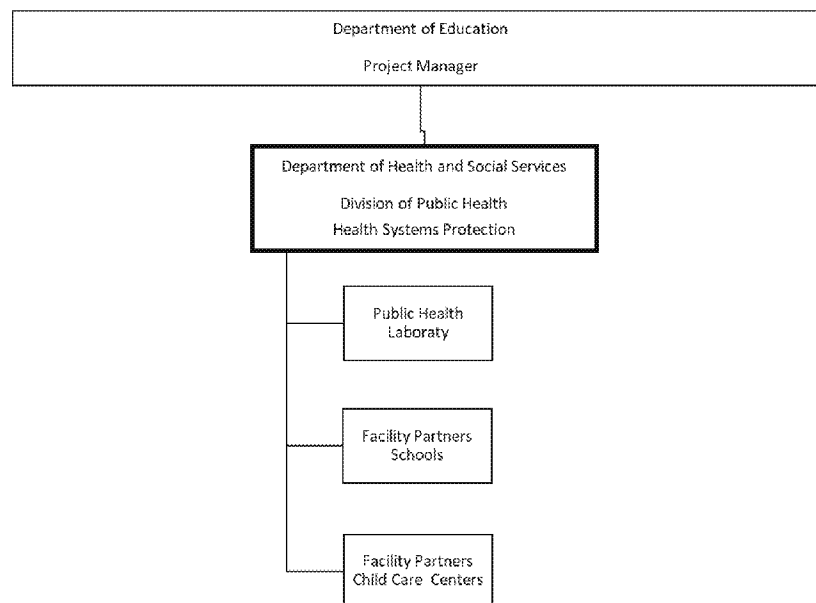 Department of Education
Project Manager
Department of Health and Social Services
Division of Public Health
Health Systems Protection
Public Health
Laboraty
Facility Partners
Schools
Facility Partners
Child Care Centers